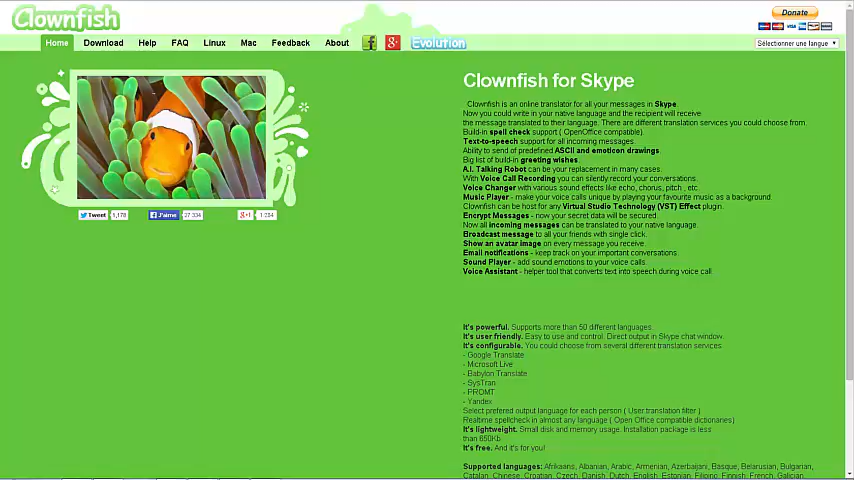 Clownfish
Donate
Home Download Help FAQ Linux Mac Feedback About Evolution
Sélectionner une langue
Clownfish for Skype
Clownfish is an online translator for all your messages in Skype.
Now you could write in your native language and the recipient will receive
the message translated to their language. There are different translation services you could choose from.
Build-in spell check support ( OpenOffice compatible).
Text-to-speech support for all incoming messages.
Ability to send of predefined ASCII and emoticon drawings.
Big list of build-in greeting wishes.
A.I. Talking Robot can be your replacement in many cases.
With Voice Call Recording you can silently record your conversations.
Voice Changer with various sound effects like echo, chorus, pitch , etc.
Music Player - make your voice calls unique by playing your favourite music as a background.
Clownfish can be host for any Virtual Studio Technology (VST) Effect plugin.
Encrypt Messages - now your secret data will be secured.
Now all incoming messages can be translated to your native language.
Broadcast message to all your friends with single click.
Show an avatar image on every message you receive.
Email notifications - keep track on your important conversations.
Sound Player - add sound emotions to your voice calls.
Voice Assistant - helper tool that converts text into speech during voice call.
Tweet 1,178 J'aime 27 334 +1 1 284
It's powerful. Supports more than 50 different languages.
It's user friendly. Easy to use and control. Direct output in Skype chat window.
It's configurable. You could choose from several different translation services
- Google Translate
- Microsoft Live
- Babylon Translate
- SysTran
- PROMT
- Yandex
Select prefered output language for each person ( User translation filter )
Realtime spellcheck in almost any language ( Open Office compatible dictionaries)
It's lightweight. Small disk and memory usage. Installation package is less
than 650Kb
It's free. And it's for you!
Supported languages: Afrikaans, Albanian, Arabic, Armenian, Azerbaijani, Basque, Belarusian, Bulgarian,
Catalan, Chinese, Croatian, Czech, Danish, Dutch, English, Estonian, Filipino, Finnish, French, Galician